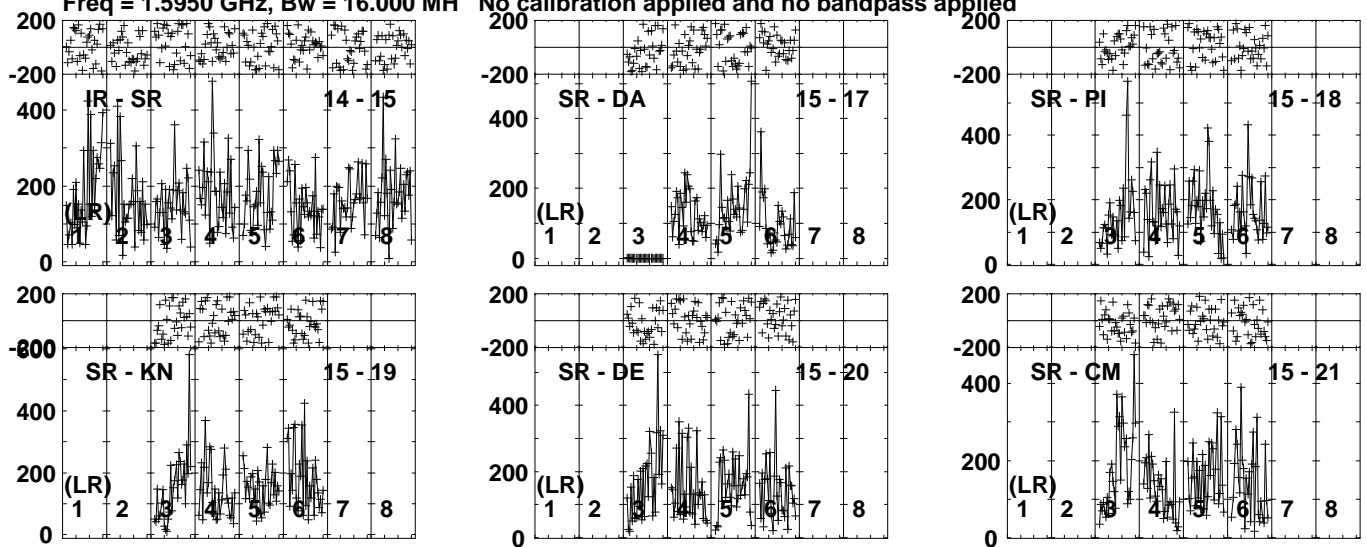 Freq = 1.5950 GHz, Bw = 16.000 MH No calibration applied and no bandpass applied
200
-200
400
200
0
IR - SR 14 - 15
(LR)
1 2 3 4 5 6 7 8
200
-200
400
200
0
SR - DA 15 - 17
(LR)
1 2 3 4 5 6 7 8
200
-200
400
200
0
SR - PI 15 - 18
(LR)
1 2 3 4 5 6 7 8
200
400
200
0
SR - KN 15 - 19
(LR)
1 2 3 4 5 6 7 8
200
-200
400
200
0
SR - DE 15 - 20
(LR)
1 2 3 4 5 6 7 8
200
-200
400
200
0
SR - CM 15 - 21
(LR)
1 2 3 4 5 6 7 8